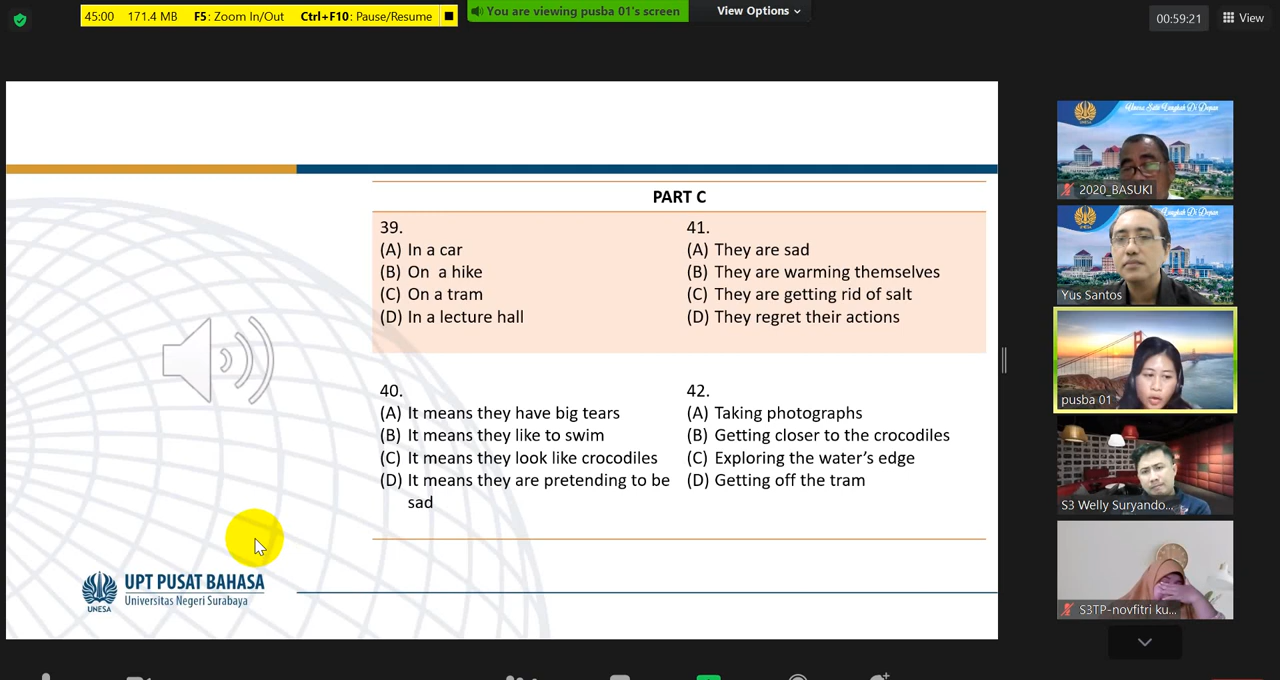 45:00 171.4 MB F5: Zoom In/Out Ctrl+F10: Pause/Resume
You are viewing pusba 01's screen
View Options
00:59:21
View
PART C
39.
(A) In a car
(B) On a hike
(C) On a tram
(D) In a lecture hall
41.
(A) They are sad
(B) They are warming themselves
(C) They are getting rid of salt
(D) They regret their actions
40.
(A) It means they have big tears
(B) It means they like to swim
(C) It means they look like crocodiles
(D) It means they are pretending to be
sad
42.
(A) Taking photographs
(B) Getting closer to the crocodiles
(C) Exploring the water's edge
(D) Getting off the tram
UNESA
UPT PUSAT BAHASA
Universitas Negeri Surabaya
2020_BASUKI
Yus Santos
pusba 01
S3 Welly Suryando...
S3TP-novfitri ku...